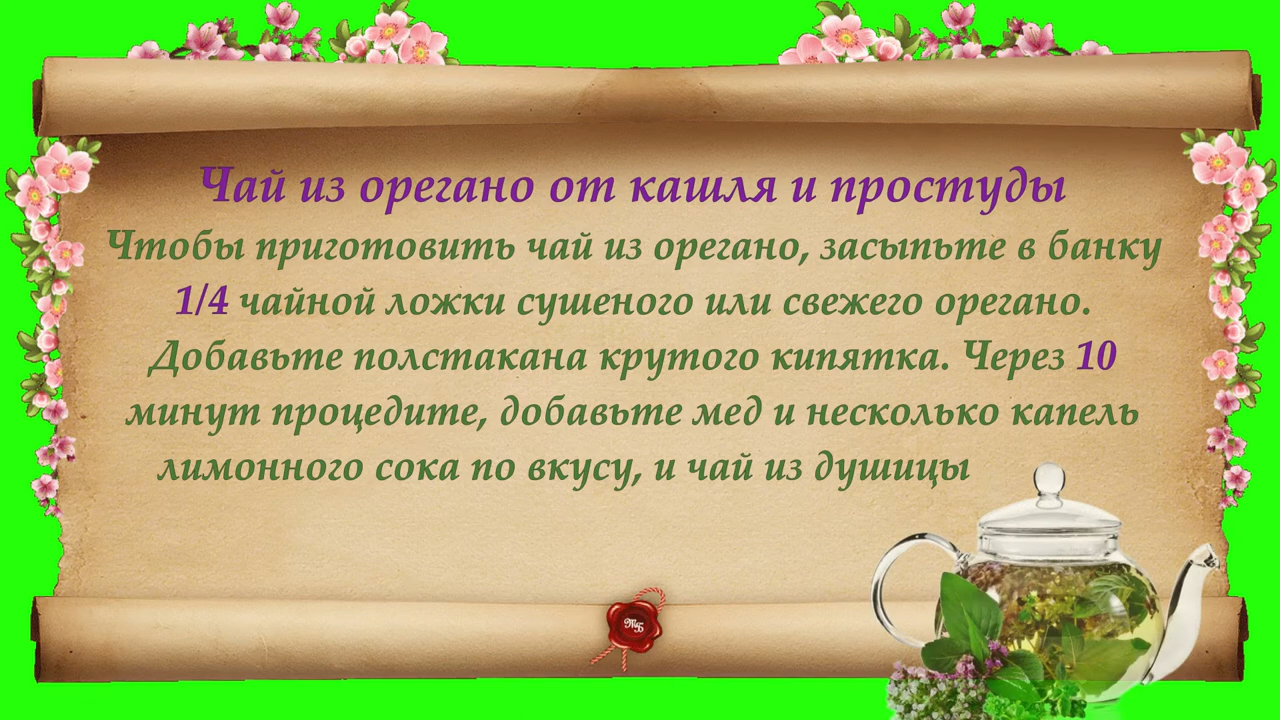 Чай из орегано от кашля и простуды
Чтобы приготовить чай из орегано, засыпьте в банку
1/4 чайной ложки сушеного или свежего орегано.
Добавьте полстакана крутого кипятка. Через 10
минут процедите, добавьте мед и несколько капель
лимонного сока по вкусу, и чай из душицы
ТБ